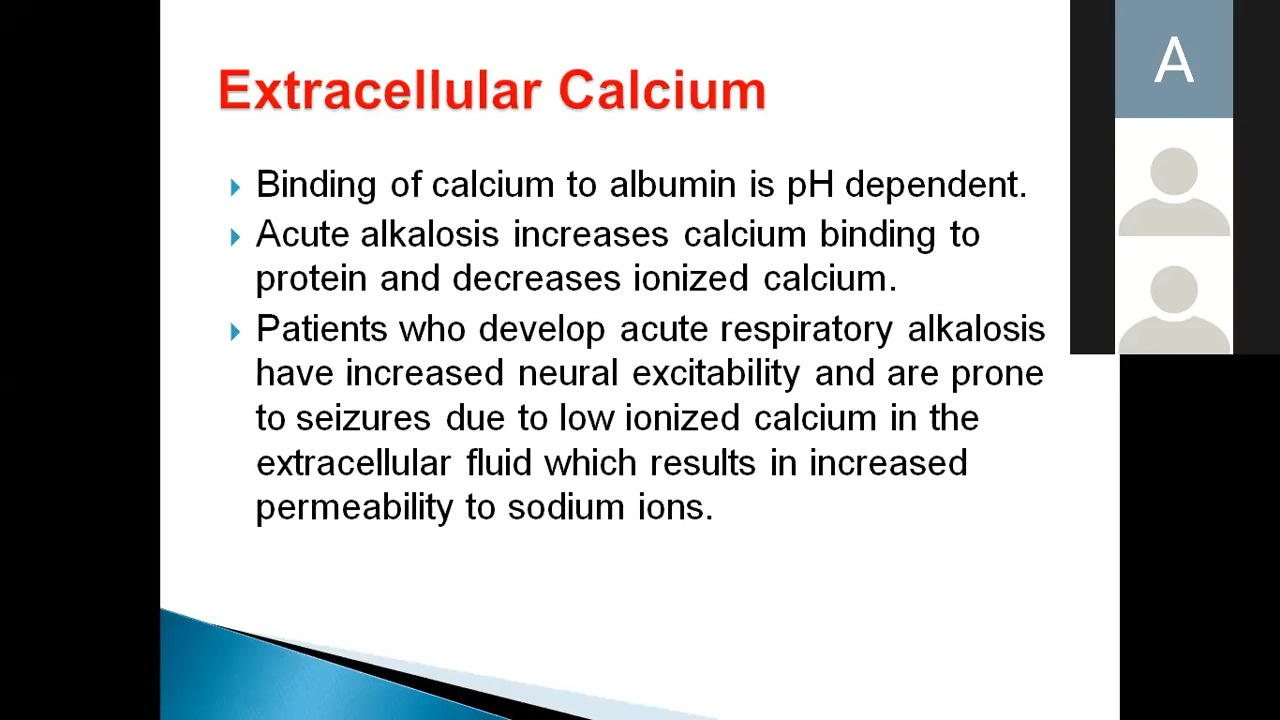 Extracellular Calcium
Binding of calcium to albumin is pH dependent.
Acute alkalosis increases calcium binding to
protein and decreases ionized calcium.
Patients who develop acute respiratory alkalosis
have increased neural excitability and are prone
to seizures due to low ionized calcium in the
extracellular fluid which results in increased
permeability to sodium ions.
A